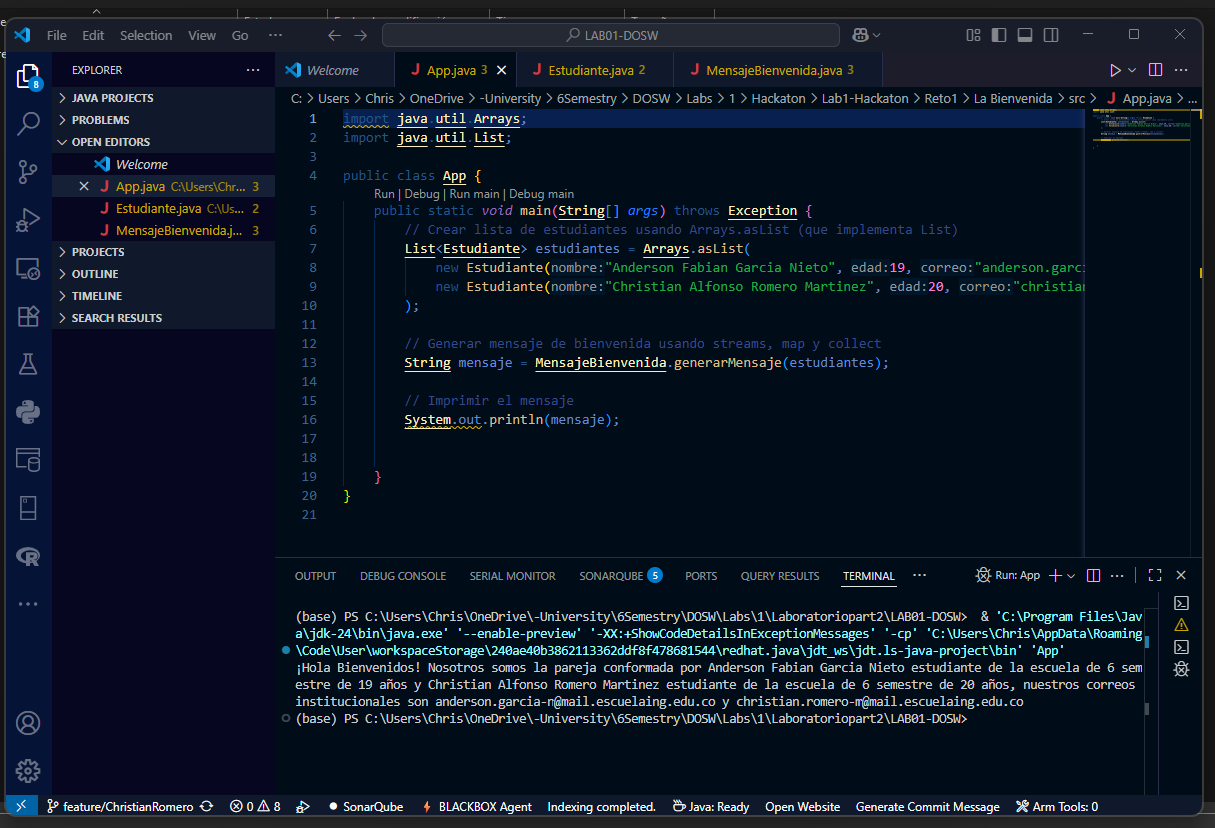 File Edit Selection View Go ··· LAB01-DOSW
EXPLORER ···
8
JAVA PROJECTS
PROBLEMS
OPEN EDITORS
Welcome
App.java C:\Users\Chr... 3
Estudiante.java C:\Us... 2
MensajeBienvenida.j... 3
PROJECTS
OUTLINE
TIMELINE
SEARCH RESULTS
Welcome App.java 3 Estudiante.java 2 MensajeBienvenida.java 3
C: > Users > Chris > OneDrive > -University > 6Semestry > DOSW > Labs > 1 > Hackaton > Lab1-Hackaton > Reto1 > La Bienvenida > src > App.java > ...
1 import java.util.Arrays;
2 import java.util.List;
3
4 public class App {
Run | Debug | Run main | Debug main
5 public static void main(String[] args) throws Exception {
6 // Crear lista de estudiantes usando Arrays.asList (que implementa List)
7 List<Estudiante> estudiantes = Arrays.asList(
8 new Estudiante(nombre:"Anderson Fabian Garcia Nieto", edad:19, correo:"anderson.garci
9 new Estudiante(nombre:"Christian Alfonso Romero Martinez", edad:20, correo:"christian
10 );
11
12 // Generar mensaje de bienvenida usando streams, map y collect
13 String mensaje = MensajeBienvenida.generarMensaje(estudiantes);
14
15 // Imprimir el mensaje
16 System.out.println(mensaje);
17
18
19 }
20 }
21
OUTPUT DEBUG CONSOLE SERIAL MONITOR SONARQUBE 5 PORTS QUERY RESULTS TERMINAL ··· Run: App
(base) PS C:\Users\Chris\OneDrive\-University\6Semestry\DOSW\Labs\1\Laboratoriopart2\LAB01-DOSW> & 'C:\Program Files\Jav
a\jdk-24\bin\java.exe' '--enable-preview' '-XX:+ShowCodeDetailsInExceptionMessages' '-cp' 'C:\Users\Chris\AppData\Roaming
\Code\User\workspaceStorage\240ae40b3862113362ddf8f478681544\redhat.java\jdt_ws\jdt.ls-java-project\bin' 'App'
¡Hola Bienvenidos! Nosotros somos la pareja conformada por Anderson Fabian Garcia Nieto estudiante de la escuela de 6 sem
estre de 19 años y Christian Alfonso Romero Martinez estudiante de la escuela de 6 semestre de 20 años, nuestros correos
institucionales son anderson.garcia-n@mail.escuelaing.edu.co y christian.romero-m@mail.escuelaing.edu.co
(base) PS C:\Users\Chris\OneDrive\-University\6Semestry\DOSW\Labs\1\Laboratoriopart2\LAB01-DOSW>
feature/ChristianRomero 0 8 SonarQube BLACKBOX Agent Indexing completed. Java: Ready Open Website Generate Commit Message Arm Tools: 0